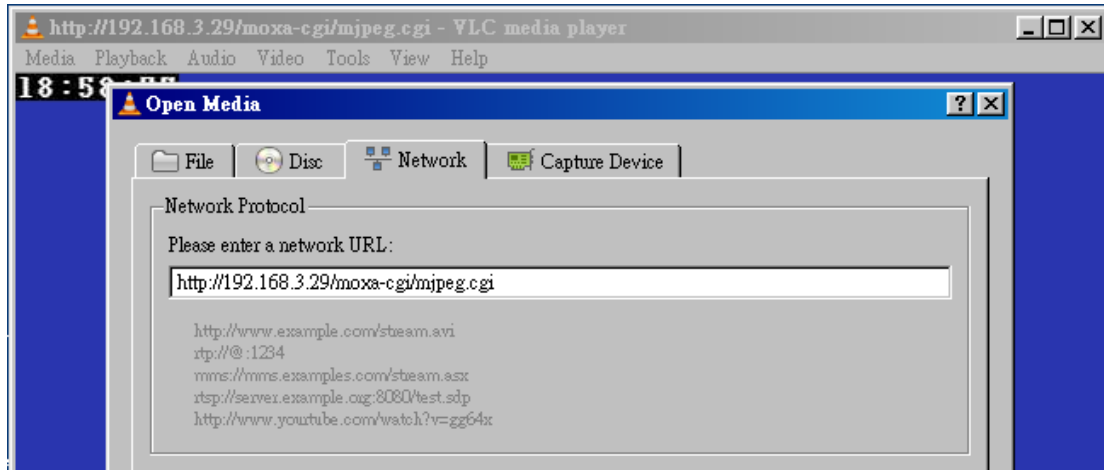 http://192.168.3.29/moxa-cgi/mjpeg.cgi - VLC media player
Media Playback Audio Video Tools View Help
18:58
Open Media
File Disc Network Capture Device
Network Protocol
Please enter a network URL:
http://192.168.3.29/moxa-cgi/mjpeg.cgi
http://www.example.com/stream.avi
rtp://@:1234
mms://mms.examples.com/stream.asx
rtsp://server.example.org:8080/test.sdp
http://www.yourtube.com/watch?v=gg64x